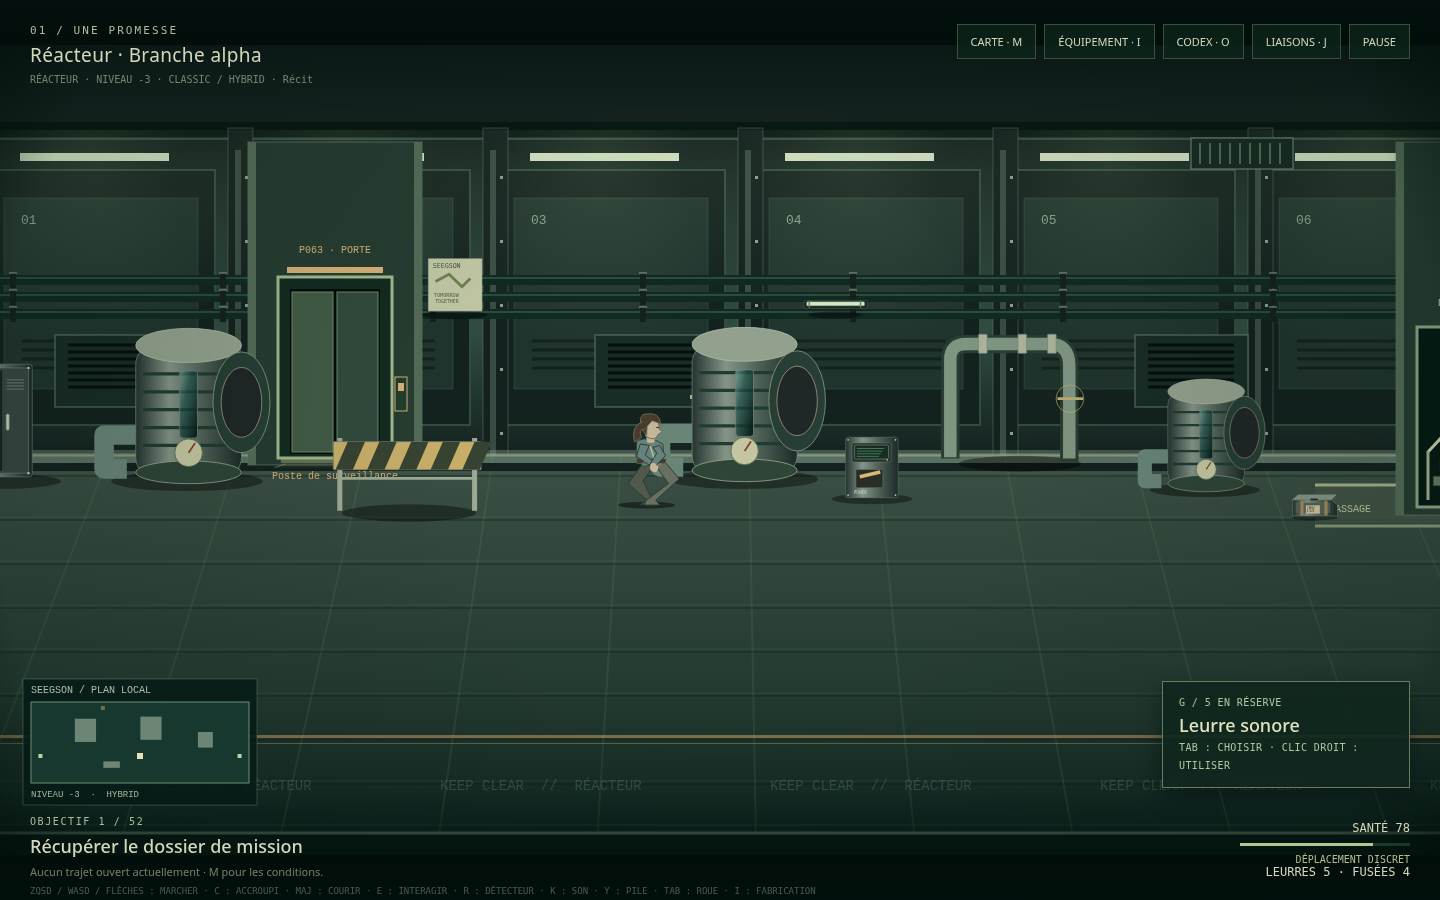 01 / UNE PROMESSE
Réacteur · Branche alpha
RÉACTEUR · NIVEAU -3 · CLASSIC / HYBRID · Récit
CARTE · M
ÉQUIPEMENT · I
CODEX · O
LIAISONS · J
PAUSE
01
03
04
05
06
P063 · PORTE
SEEGSON
TOMORROW
TOGETHER
Poste de surveillance
ASSAGE
SEEGSON / PLAN LOCAL
NIVEAU -3 · HYBRID
ÉACTEUR
KEEP CLEAR // RÉACTEUR
KEEP CLEAR // RÉACTEUR
KEEP CL
G / 5 EN RÉSERVE
Leurre sonore
TAB : CHOISIR · CLIC DROIT :
UTILISER
OBJECTIF 1 / 52
Récupérer le dossier de mission
Aucun trajet ouvert actuellement · M pour les conditions.
ZQSD / WASD / FLÈCHES : MARCHER · C : ACCROUPI · MAJ : COURIR · E : INTERAGIR · R : DÉTECTEUR · K : SON · Y : PILE · TAB : ROUE · I : FABRICATION
SANTÉ 78
DÉPLACEMENT DISCRET
LEURRES 5 · FUSÉES 4